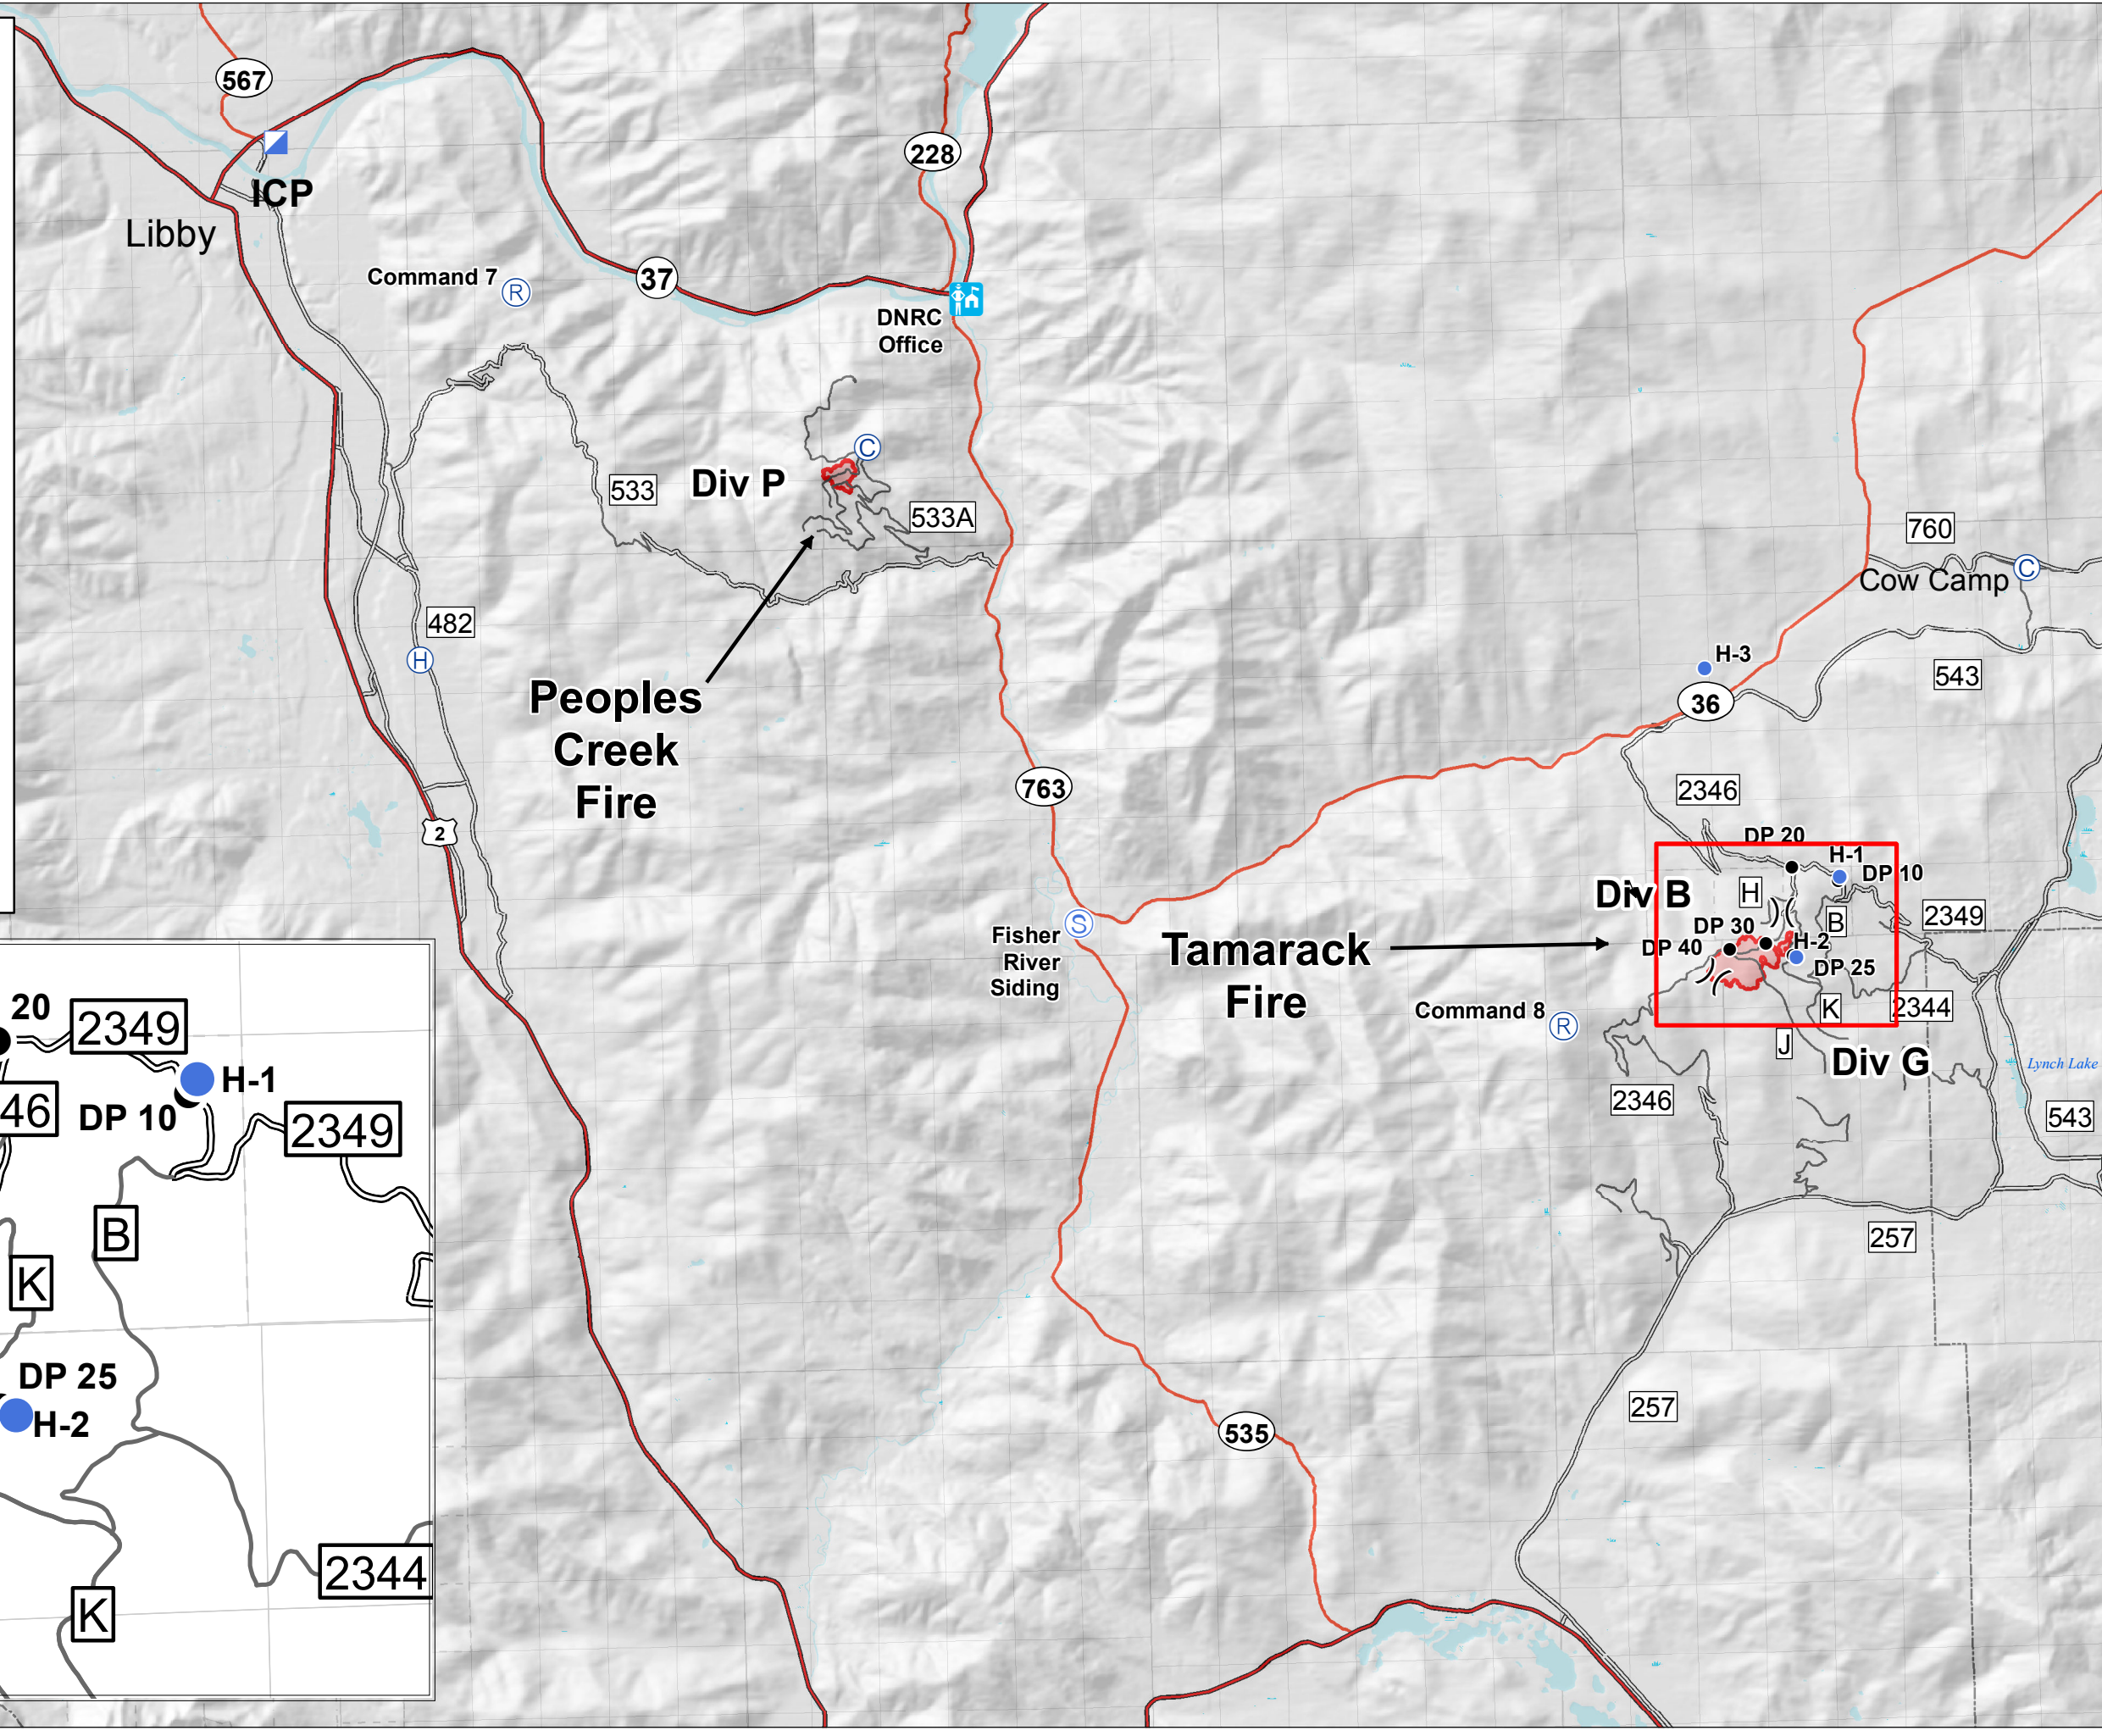 567
228
ICP
Libby
Command 7
R
37
DNRC
Office
C
Div P
533
533A
760
C
Cow Camp
482
H
H-3
543
36
Peoples
Creek
Fire
763
2346
2
DP 20
H-1
DP 10
Div B
H
B
2349
S
Fisher
River
Siding
DP 30
H-2
DP 40
DP 25
Tamarack
Fire
Command 8
R
K
2344
J
Div G
Lynch Lake
2346
543
257
257
535
20
2349
H-1
46
DP 10
2349
B
K
DP 25
H-2
2344
K